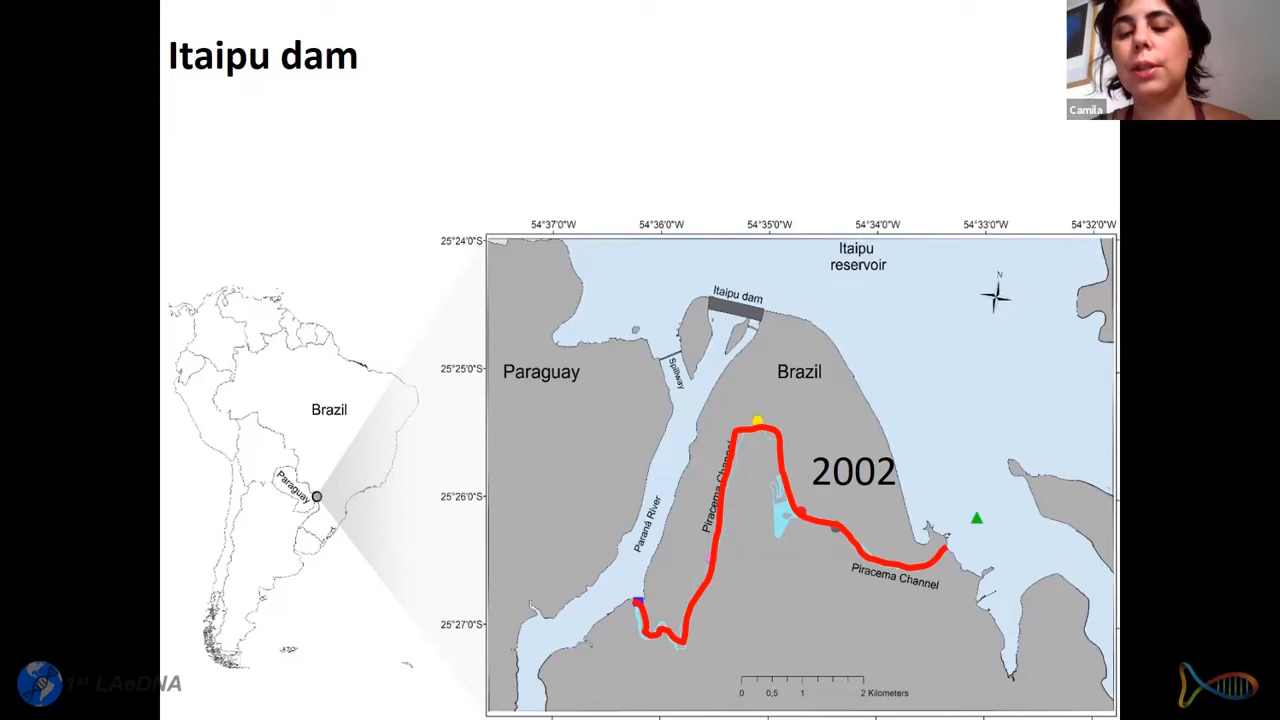 Itaipu dam
Camila
54°37'0"W 54°36'0"W 54°35'0"W 54°34'0"W 54°33'0"W 54°32'0"W
25°24'0"S
Itaipu
reservoir
N
Itaipu dam
Spillway
25°25'0"S
Paraguay
Brazil
Brazil
2002
Paraguay
25°26'0"S
Piracema Channel
Paraná River
Piracema Channel
25°27'0"S
0 0,5 1 2 Kilometers
1st LAeDNA